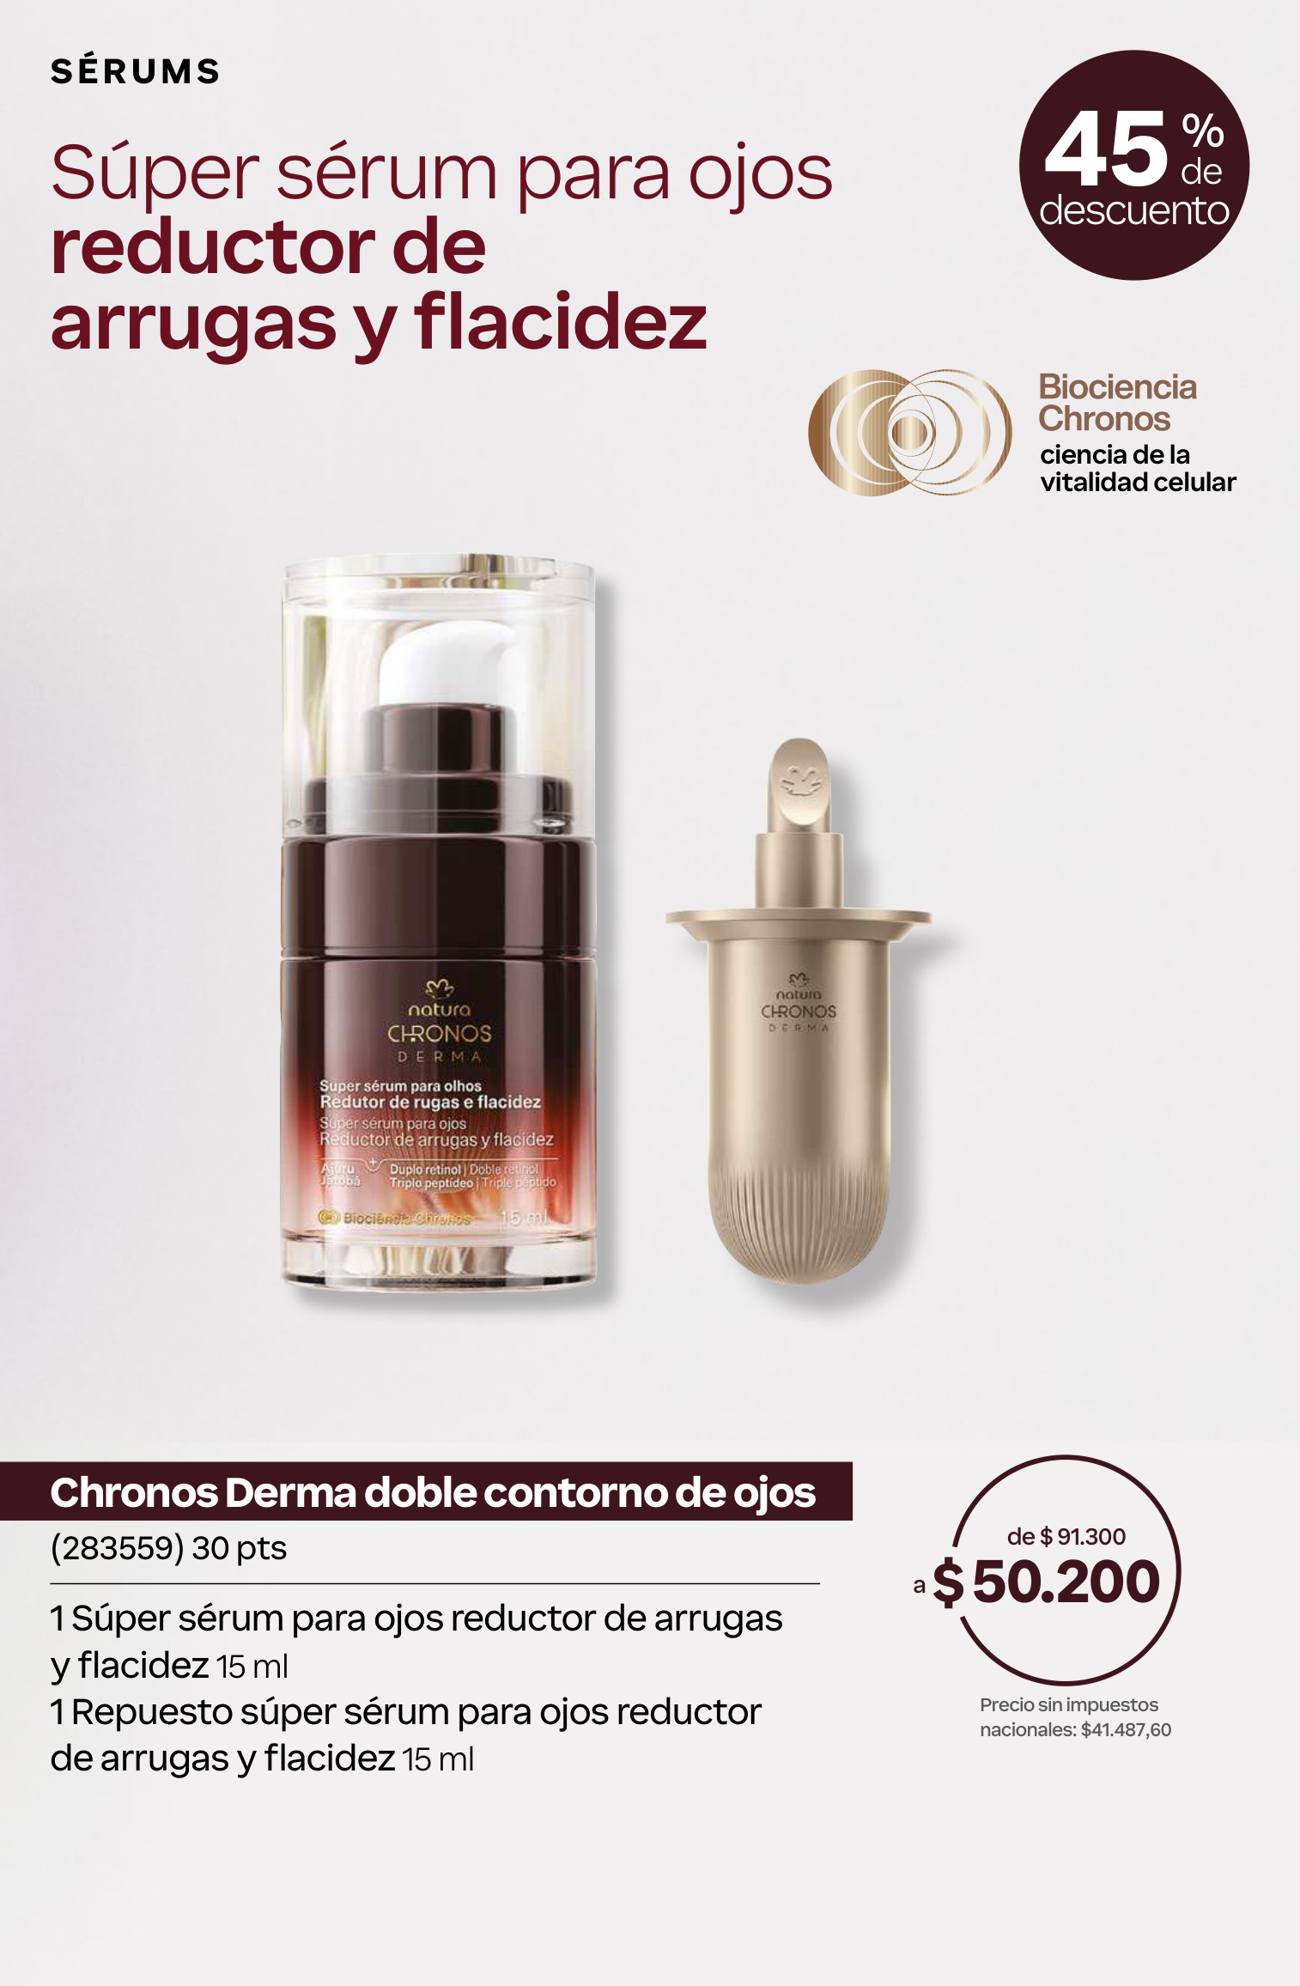 SÉRUMS
Súper sérum para ojos
reductor de
arrugas y flacidez
45 %
de
descuento
Biociencia
Chronos
ciencia de la
vitalidad celular
natura
CHRONOS
DERMA
Super sérum para olhos
Redutor de rugas e flacidez
Súper sérum para ojos
Reductor de arrugas y flacidez
Ajuru + Duplo retinol | Doble retinol
Jatobá Triplo peptídeo | Triple péptido
Biociência Chronos 15 ml
natura
CHRONOS
DERMA
Chronos Derma doble contorno de ojos
(283559) 30 pts
1 Súper sérum para ojos reductor de arrugas
y flacidez 15 ml
1 Repuesto súper sérum para ojos reductor
de arrugas y flacidez 15 ml
de $ 91.300
a $ 50.200
Precio sin impuestos
nacionales: $41.487,60